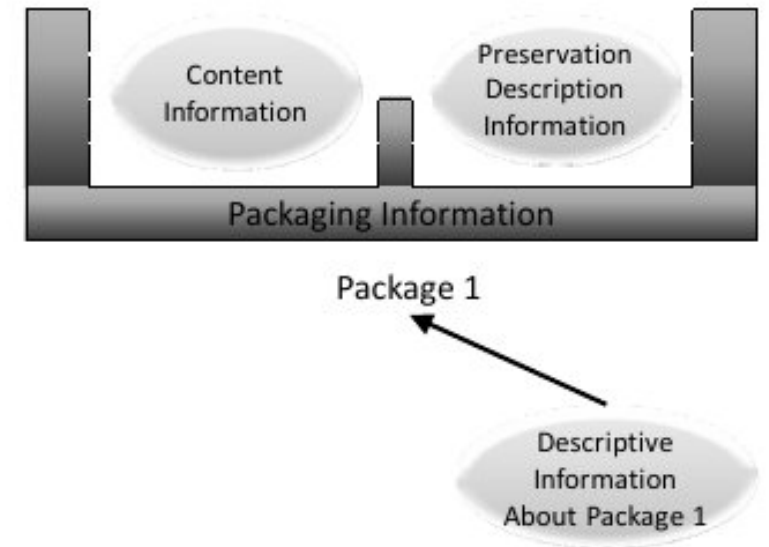 Content
Information
Preservation
Description
Information
Packaging Information
Package 1
Descriptive
Information
About Package 1